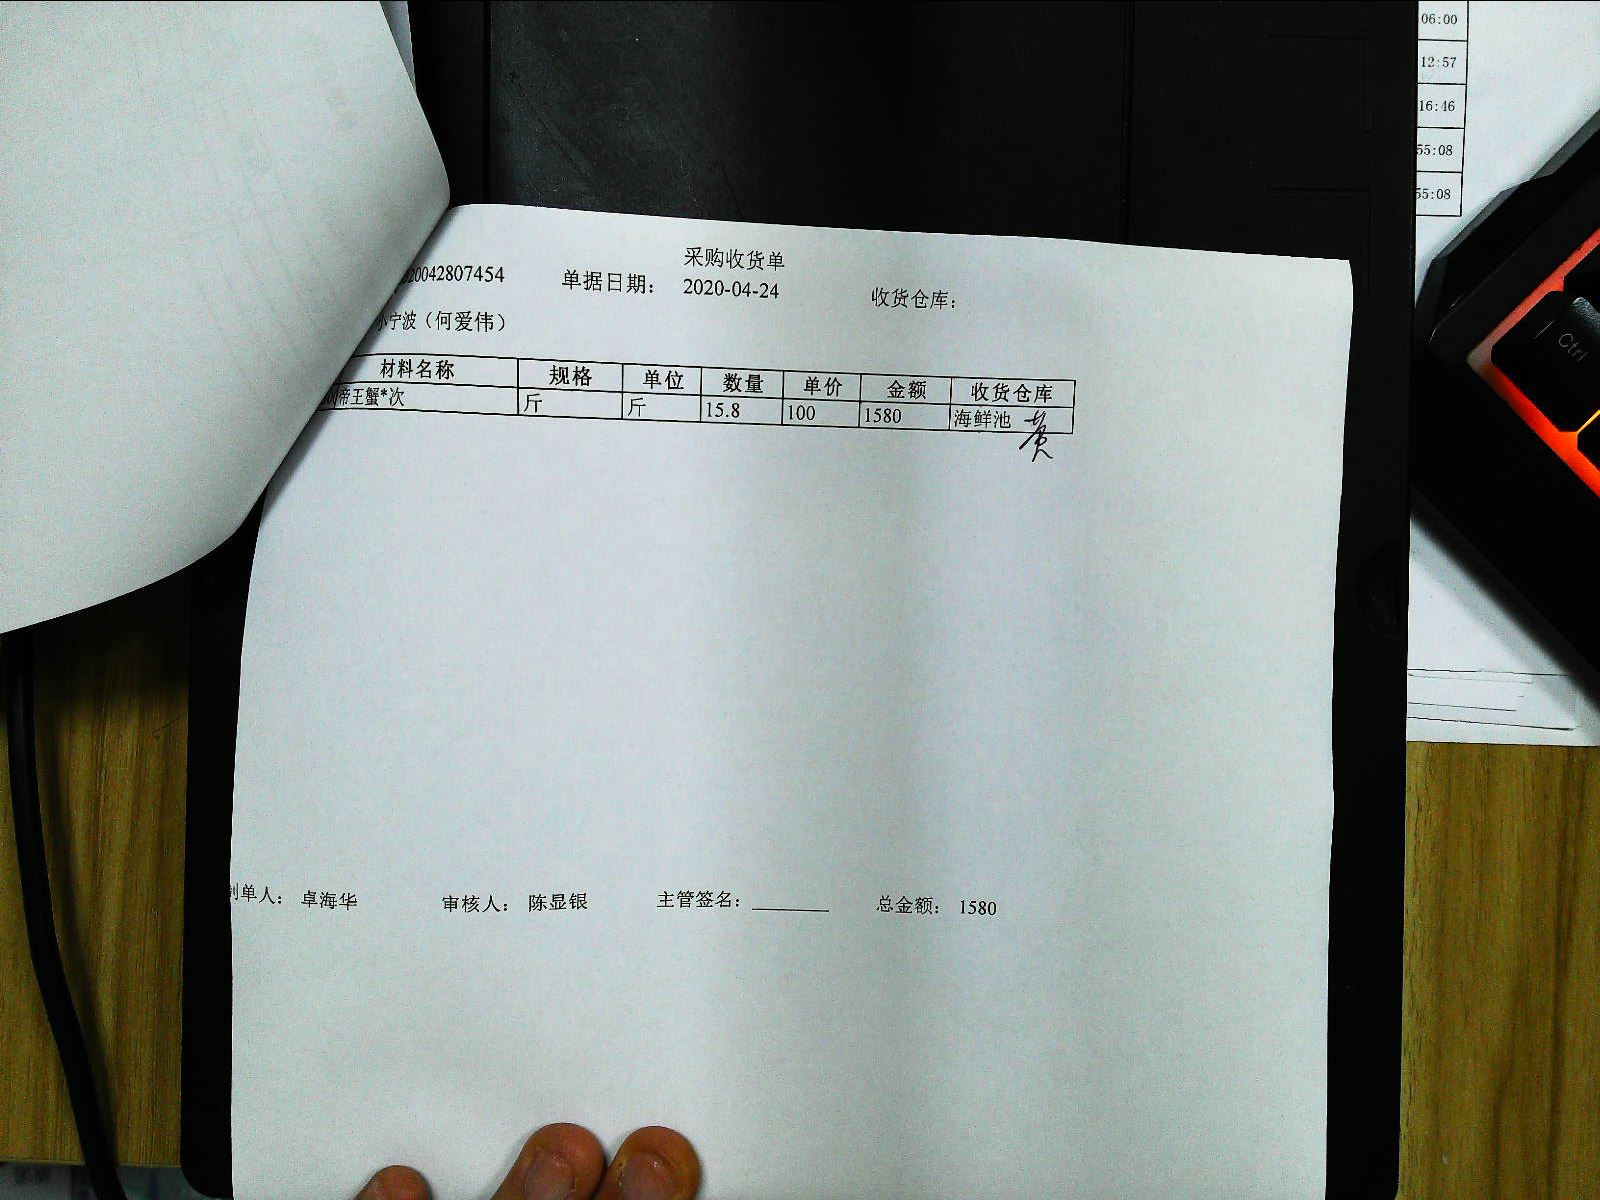 采购收货单
20042807454 单据日期： 2020-04-24 收货仓库：
小宁波（何爱伟）
材料名称 规格 单位 数量 单价 金额 收货仓库
帝王蟹*次 斤 斤 15.8 100 1580 海鲜池
黄
制单人： 卓海华 审核人： 陈显银 主管签名： 总金额： 1580
06:00
12:57
16:46
55:08
55:08
Ctrl